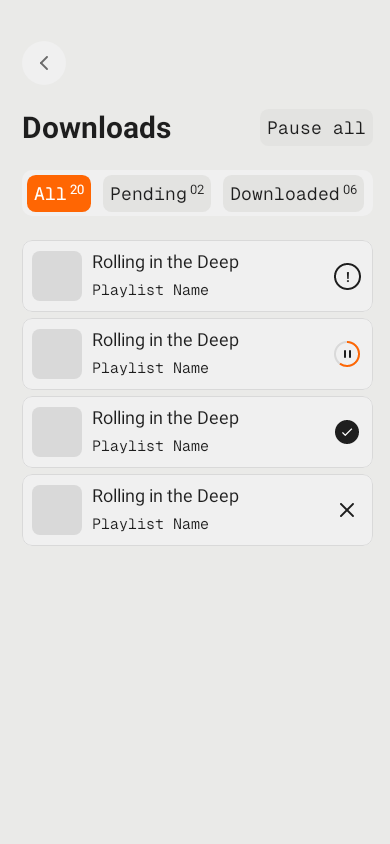 Downloads
Pause all
All 20 Pending 02 Downloaded 06
Rolling in the Deep
Playlist Name
Rolling in the Deep
Playlist Name
Rolling in the Deep
Playlist Name
Rolling in the Deep
Playlist Name